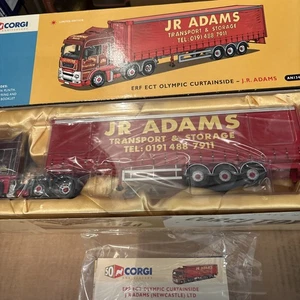 CORGI
JR ADAMS
TRANSPORT & STORAGE
TEL: 0191 488 7911
ERF ECT OLYMPIC CURTAINSIDE - J.R. ADAMS
JR ADAMS
TRANSPORT & STORAGE
TEL: 0191 488 7911
50 CORGI
ERF ECT OLYMPIC CURTAINSIDE
J R ADAMS (NEWCASTLE) LTD